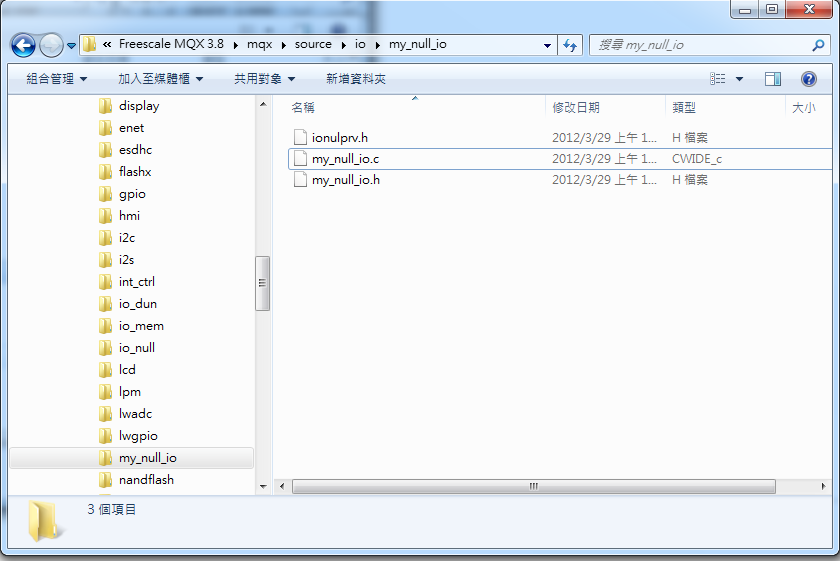 « Freescale MQX 3.8 mqx source io my_null_io 搜尋 my_null_io
組合管理 加入至媒體櫃 共用對象 新增資料夾
display
enet
esdhc
flashx
gpio
hmi
i2c
i2s
int_ctrl
io_dun
io_mem
io_null
lcd
lpm
lwadc
lwgpio
my_null_io
nandflash
名稱 修改日期 類型 大小
ionulprv.h 2012/3/29 上午 1... H 檔案
my_null_io.c 2012/3/29 上午 1... CWIDE_c
my_null_io.h 2012/3/29 上午 1... H 檔案
3 個項目